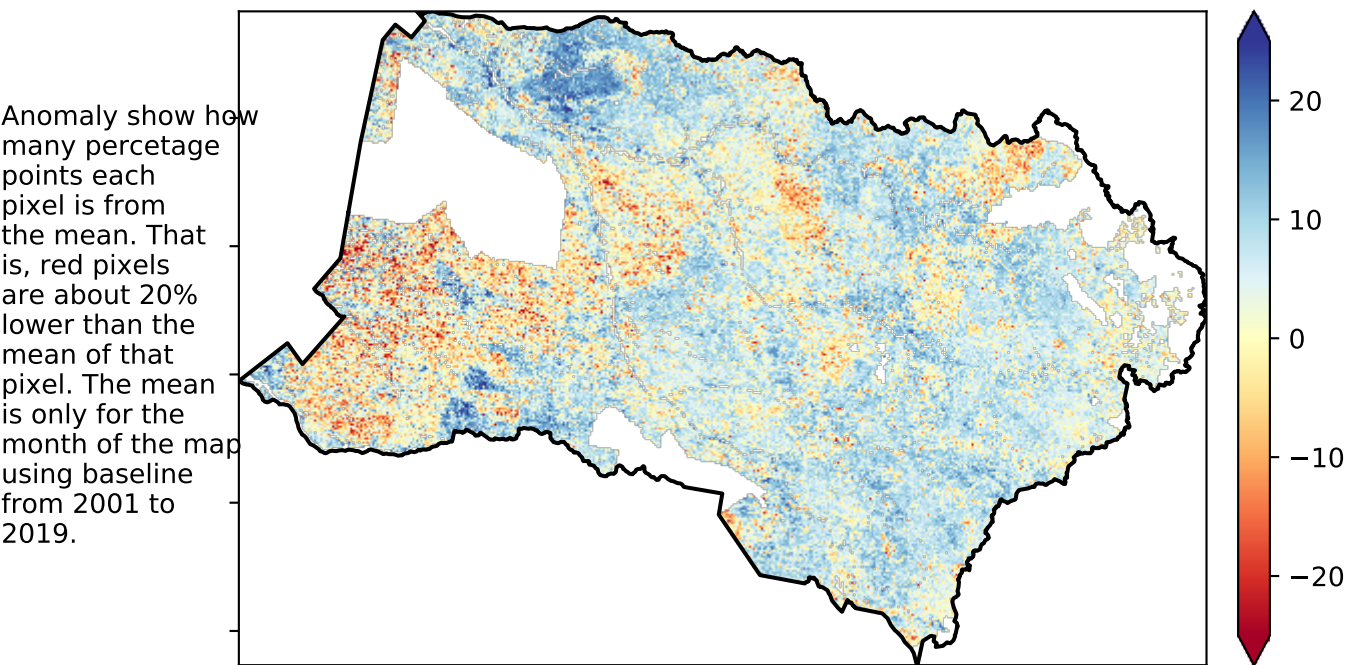 Anomaly show how
many percetage
points each
pixel is from
the mean. That
is, red pixels
are about 20%
lower than the
mean of that
pixel. The mean
is only for the
month of the map
using baseline
from 2001 to
2019.
20
10
0
−10
−20